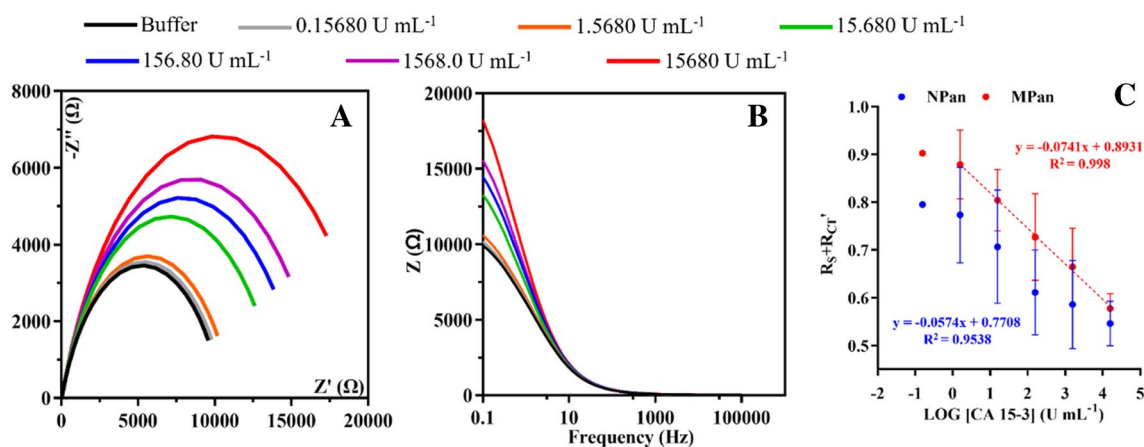 Buffer 0.15680 U mL⁻¹ 1.5680 U mL⁻¹ 15.680 U mL⁻¹
156.80 U mL⁻¹ 1568.0 U mL⁻¹ 15680 U mL⁻¹
A
-Z'' (Ω)
8000
6000
4000
2000
0
0 5000 10000 15000 20000
Z' (Ω)
B
Z (Ω)
20000
15000
10000
5000
0
0.1 10 1000 100000
Frequency (Hz)
NPan MPan C
R_S+R_CT'
1.0
0.9
0.8
0.7
0.6
0.5
y = -0.0741x + 0.8931
R² = 0.998
y = -0.0574x + 0.7708
R² = 0.9538
-2 -1 0 1 2 3 4 5
LOG [CA 15-3] (U mL⁻¹)